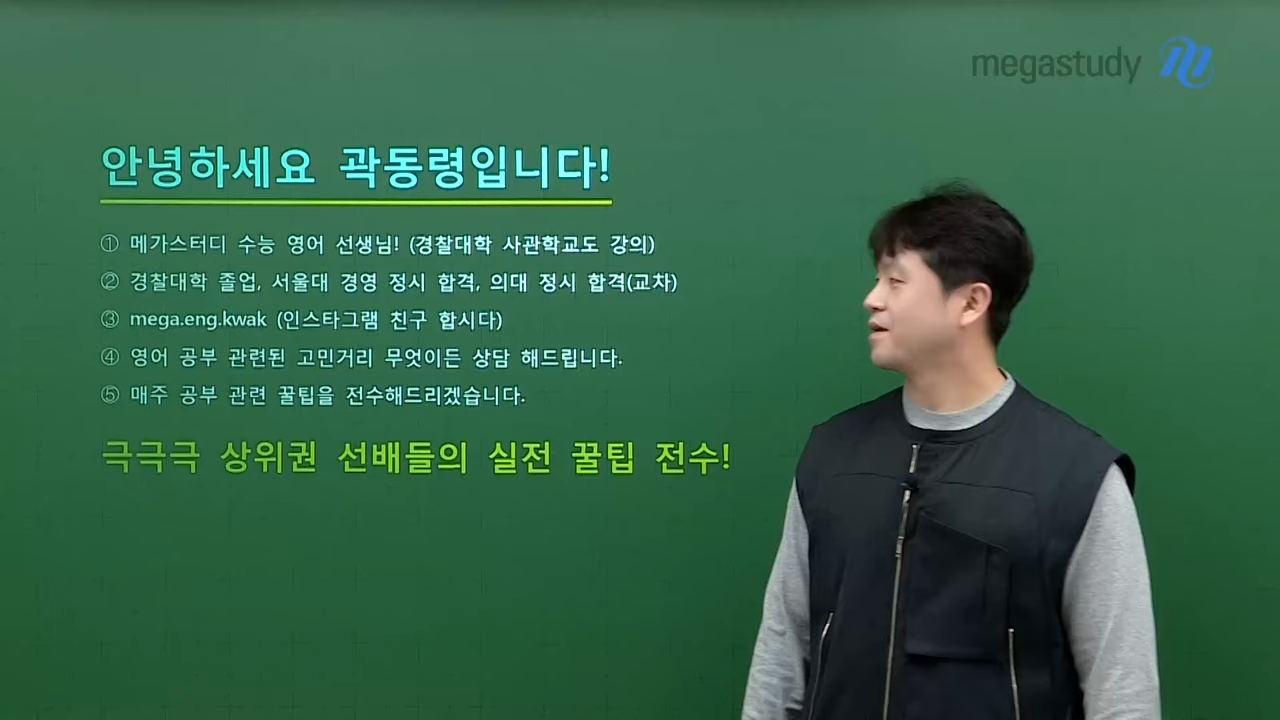 megastudy
안녕하세요 곽동령입니다!
① 메가스터디 수능 영어 선생님! (경찰대학 사관학교도 강의)
② 경찰대학 졸업, 서울대 경영 정시 합격, 의대 정시 합격(교차)
③ mega.eng.kwak (인스타그램 친구 합시다)
④ 영어 공부 관련된 고민거리 무엇이든 상담 해드립니다.
⑤ 매주 공부 관련 꿀팁을 전수해드리겠습니다.
극극극 상위권 선배들의 실전 꿀팁 전수!